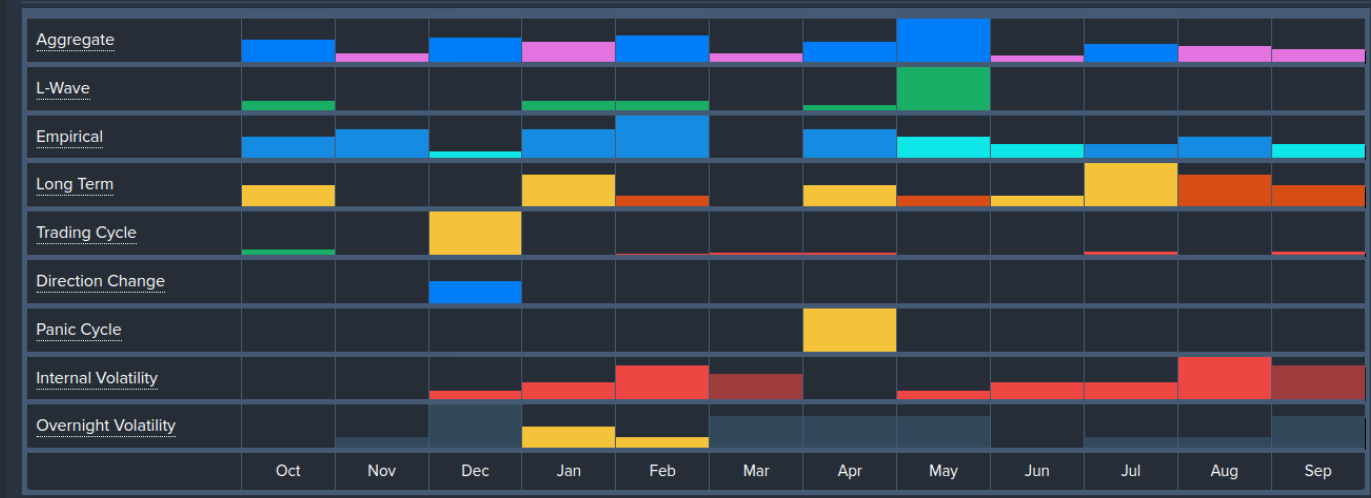 Aggregate
L-Wave
Empirical
Long Term
Trading Cycle
Direction Change
Panic Cycle
Internal Volatility
Overnight Volatility
Oct Nov Dec Jan Feb Mar Apr May Jun Jul Aug Sep